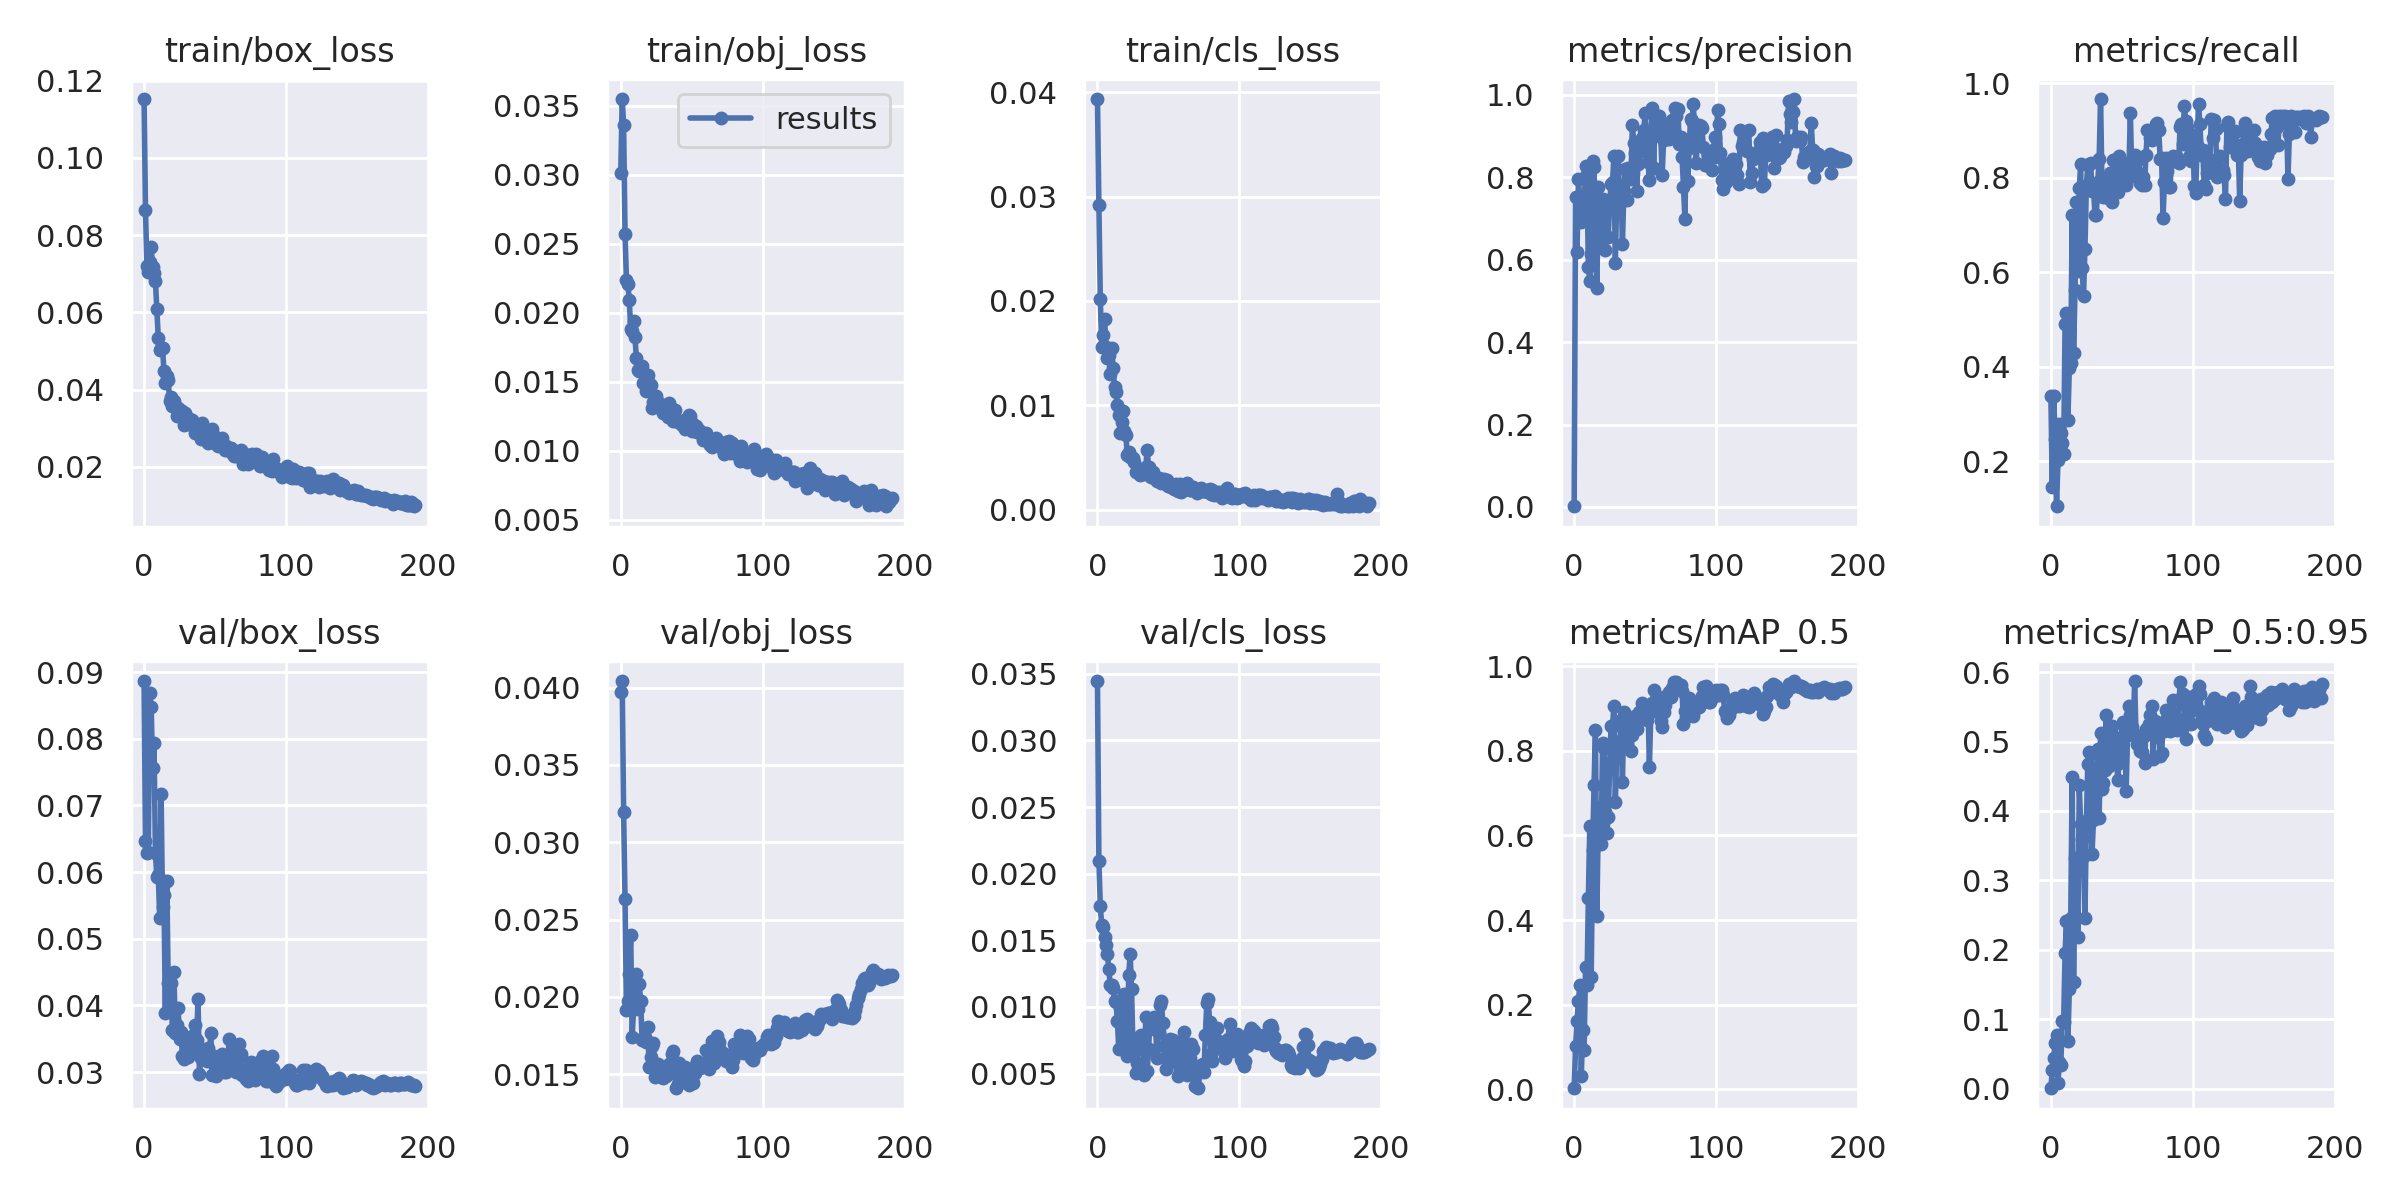 train/box_loss
0.12
0.10
0.08
0.06
0.04
0.02
0 100 200
train/obj_loss
results
0.035
0.030
0.025
0.020
0.015
0.010
0.005
0 100 200
train/cls_loss
0.04
0.03
0.02
0.01
0.00
0 100 200
metrics/precision
1.0
0.8
0.6
0.4
0.2
0.0
0 100 200
metrics/recall
1.0
0.8
0.6
0.4
0.2
0 100 200
val/box_loss
0.09
0.08
0.07
0.06
0.05
0.04
0.03
0 100 200
val/obj_loss
0.040
0.035
0.030
0.025
0.020
0.015
0 100 200
val/cls_loss
0.035
0.030
0.025
0.020
0.015
0.010
0.005
0 100 200
metrics/mAP_0.5
1.0
0.8
0.6
0.4
0.2
0.0
0 100 200
metrics/mAP_0.5:0.95
0.6
0.5
0.4
0.3
0.2
0.1
0.0
0 100 200